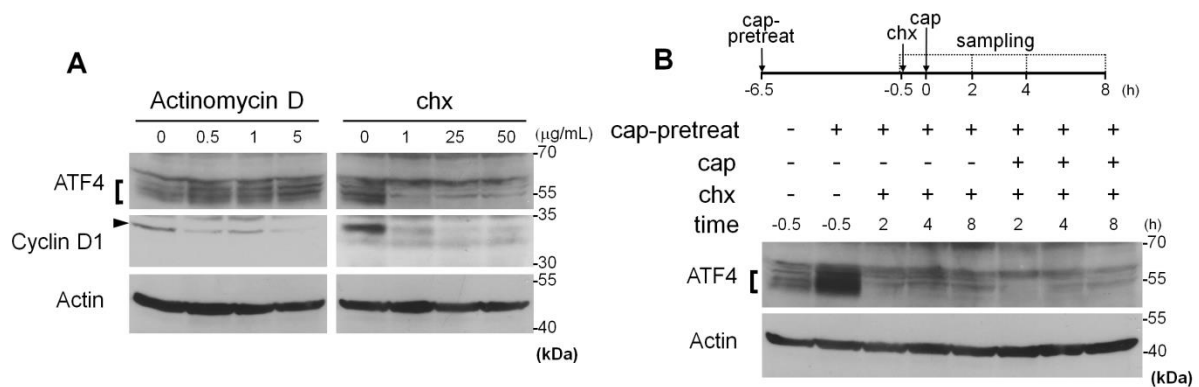 A
Actinomycin D chx
0 0.5 1 5 0 1 25 50 (μg/mL)
-70
ATF4
-55
-35
Cyclin D1
-30
-55
Actin
-40
(kDa)
B
cap-
pretreat
chx
cap
sampling
-6.5 -0.5 0 2 4 8 (h)
cap-pretreat - + + + + + + +
cap - - - - - + + +
chx - - + + + + + +
time -0.5 -0.5 2 4 8 2 4 8 (h)
-70
ATF4
-55
-55
Actin
-40
(kDa)